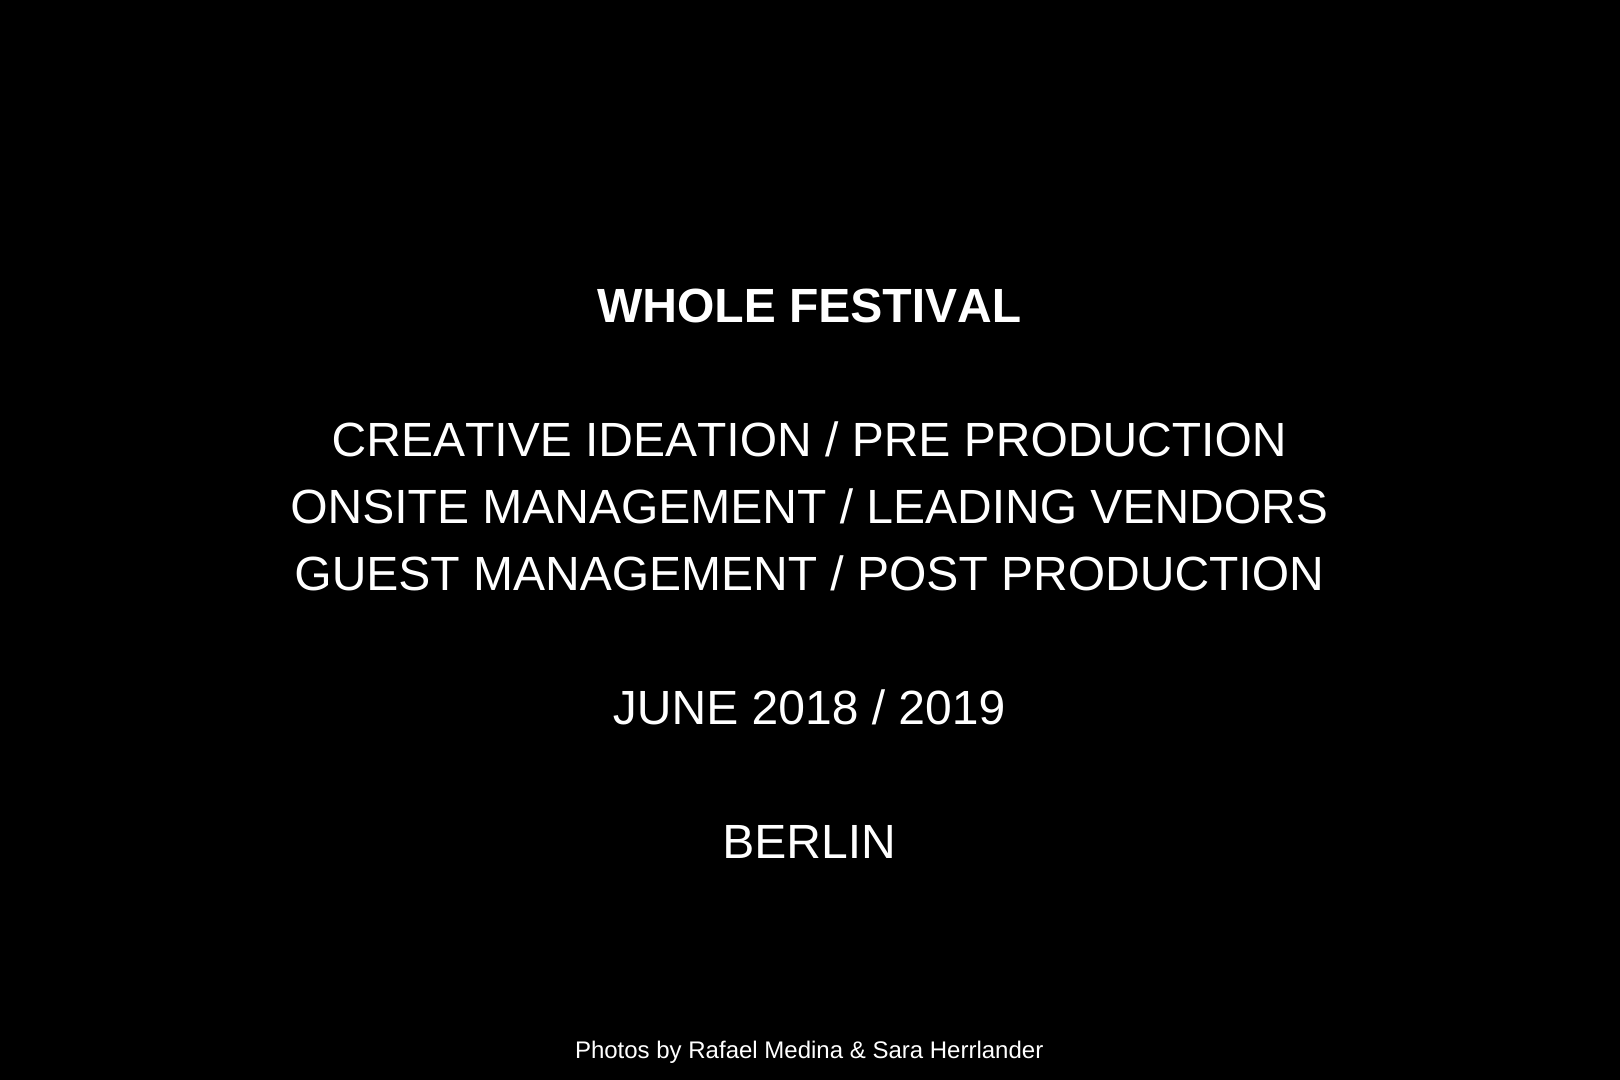 WHOLE FESTIVAL
CREATIVE IDEATION / PRE PRODUCTION
ONSITE MANAGEMENT / LEADING VENDORS
GUEST MANAGEMENT / POST PRODUCTION
JUNE 2018 / 2019
BERLIN
Photos by Rafael Medina & Sara Herrlander